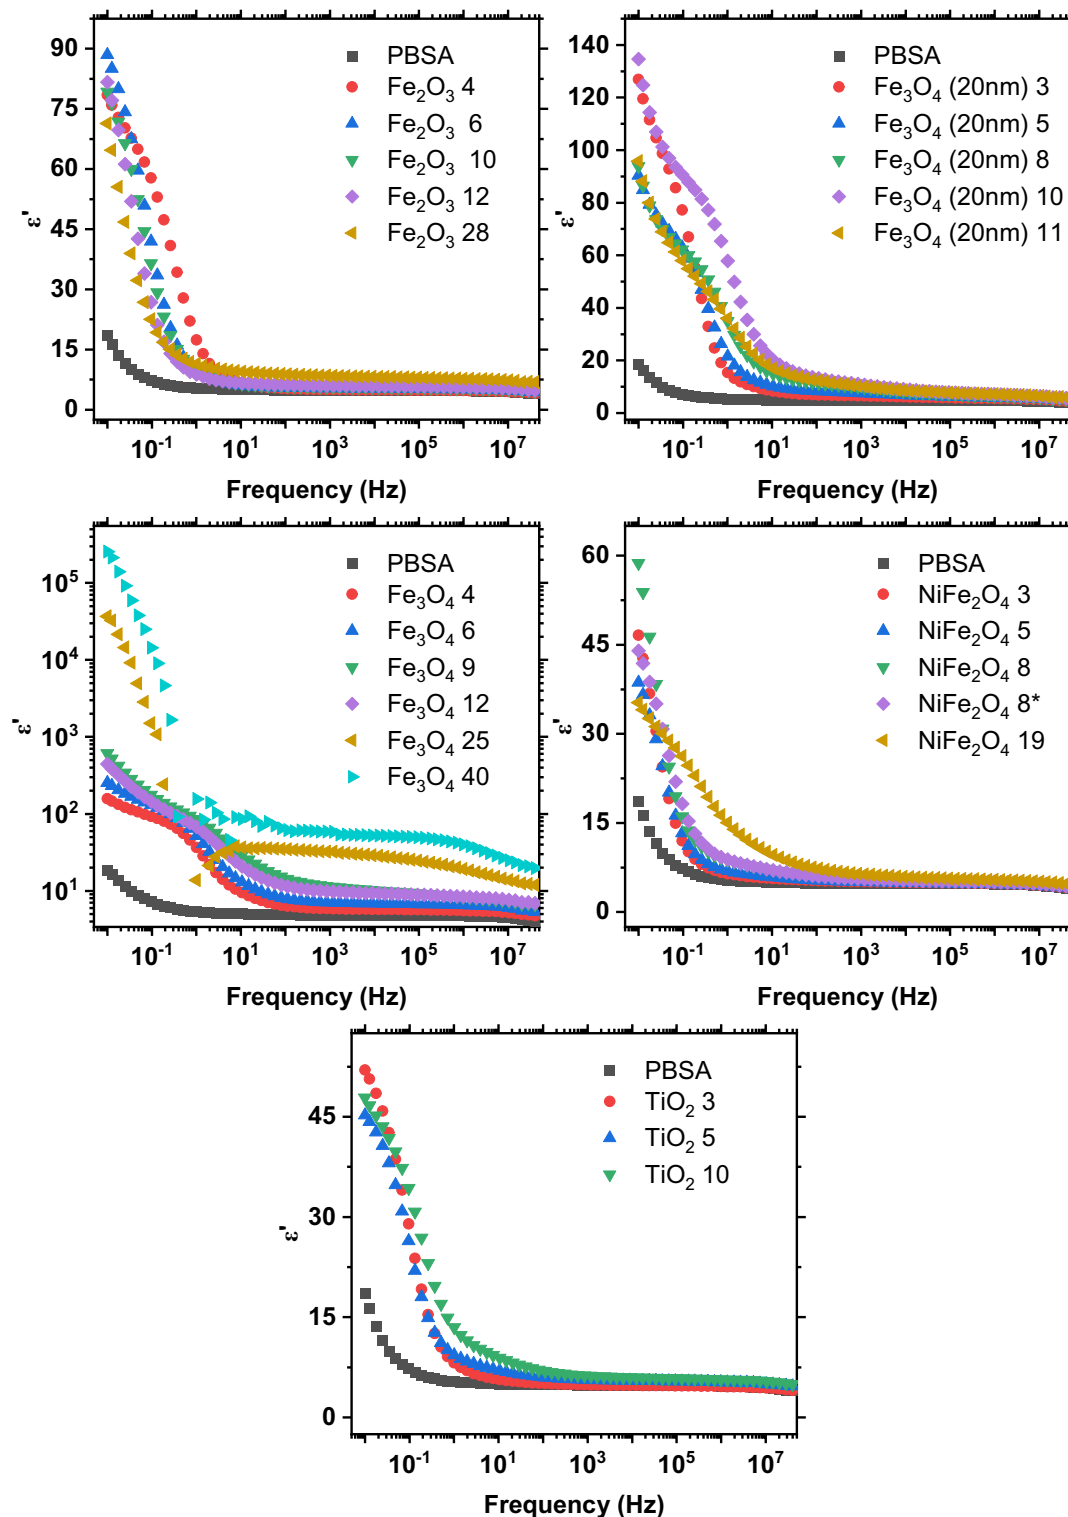 90
75
60
45
30
15
0
ε'
PBSA
Fe₂O₃ 4
Fe₂O₃ 6
Fe₂O₃ 10
Fe₂O₃ 12
Fe₂O₃ 28
10⁻¹ 10¹ 10³ 10⁵ 10⁷
Frequency (Hz)
140
120
100
80
60
40
20
0
ε'
PBSA
Fe₃O₄ (20nm) 3
Fe₃O₄ (20nm) 5
Fe₃O₄ (20nm) 8
Fe₃O₄ (20nm) 10
Fe₃O₄ (20nm) 11
10⁻¹ 10¹ 10³ 10⁵ 10⁷
Frequency (Hz)
10⁵
10⁴
10³
10²
10¹
ε'
PBSA
Fe₃O₄ 4
Fe₃O₄ 6
Fe₃O₄ 9
Fe₃O₄ 12
Fe₃O₄ 25
Fe₃O₄ 40
10⁻¹ 10¹ 10³ 10⁵ 10⁷
Frequency (Hz)
60
45
30
15
0
ε'
PBSA
NiFe₂O₄ 3
NiFe₂O₄ 5
NiFe₂O₄ 8
NiFe₂O₄ 8*
NiFe₂O₄ 19
10⁻¹ 10¹ 10³ 10⁵ 10⁷
Frequency (Hz)
45
30
15
0
ε'
PBSA
TiO₂ 3
TiO₂ 5
TiO₂ 10
10⁻¹ 10¹ 10³ 10⁵ 10⁷
Frequency (Hz)